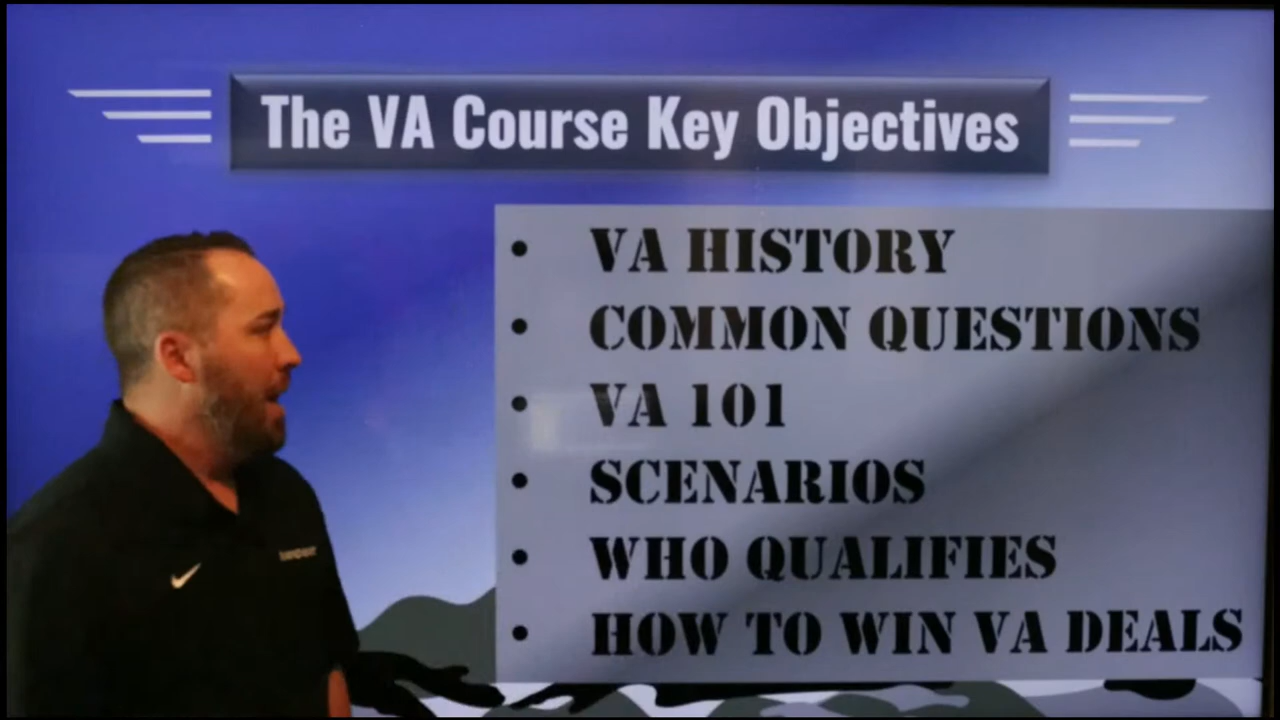 The VA Course Key Objectives
• VA HISTORY
• COMMON QUESTIONS
• VA 101
• SCENARIOS
• WHO QUALIFIES
• HOW TO WIN VA DEALS